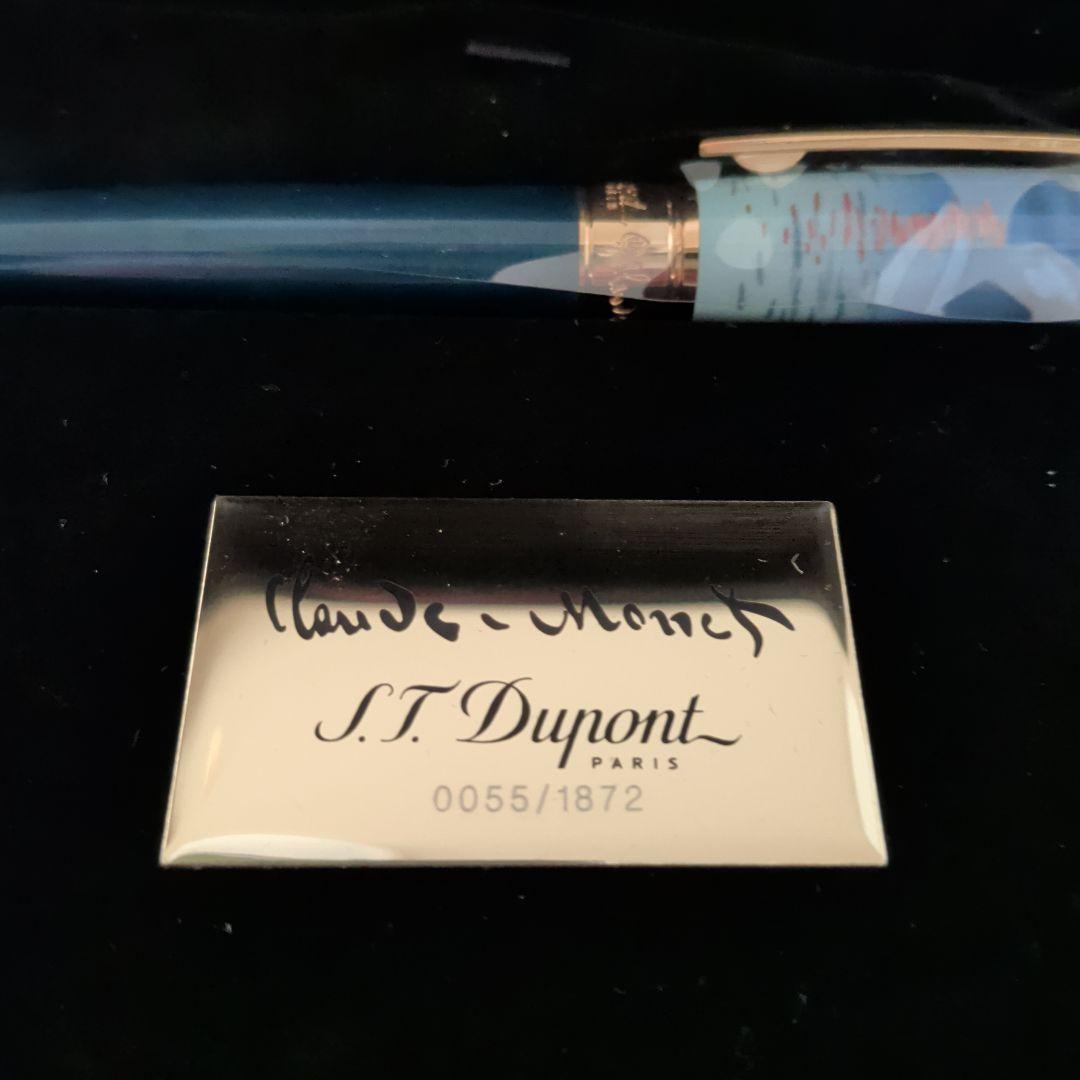 Claude Monet
S.T. Dupont
PARIS
0055/1872